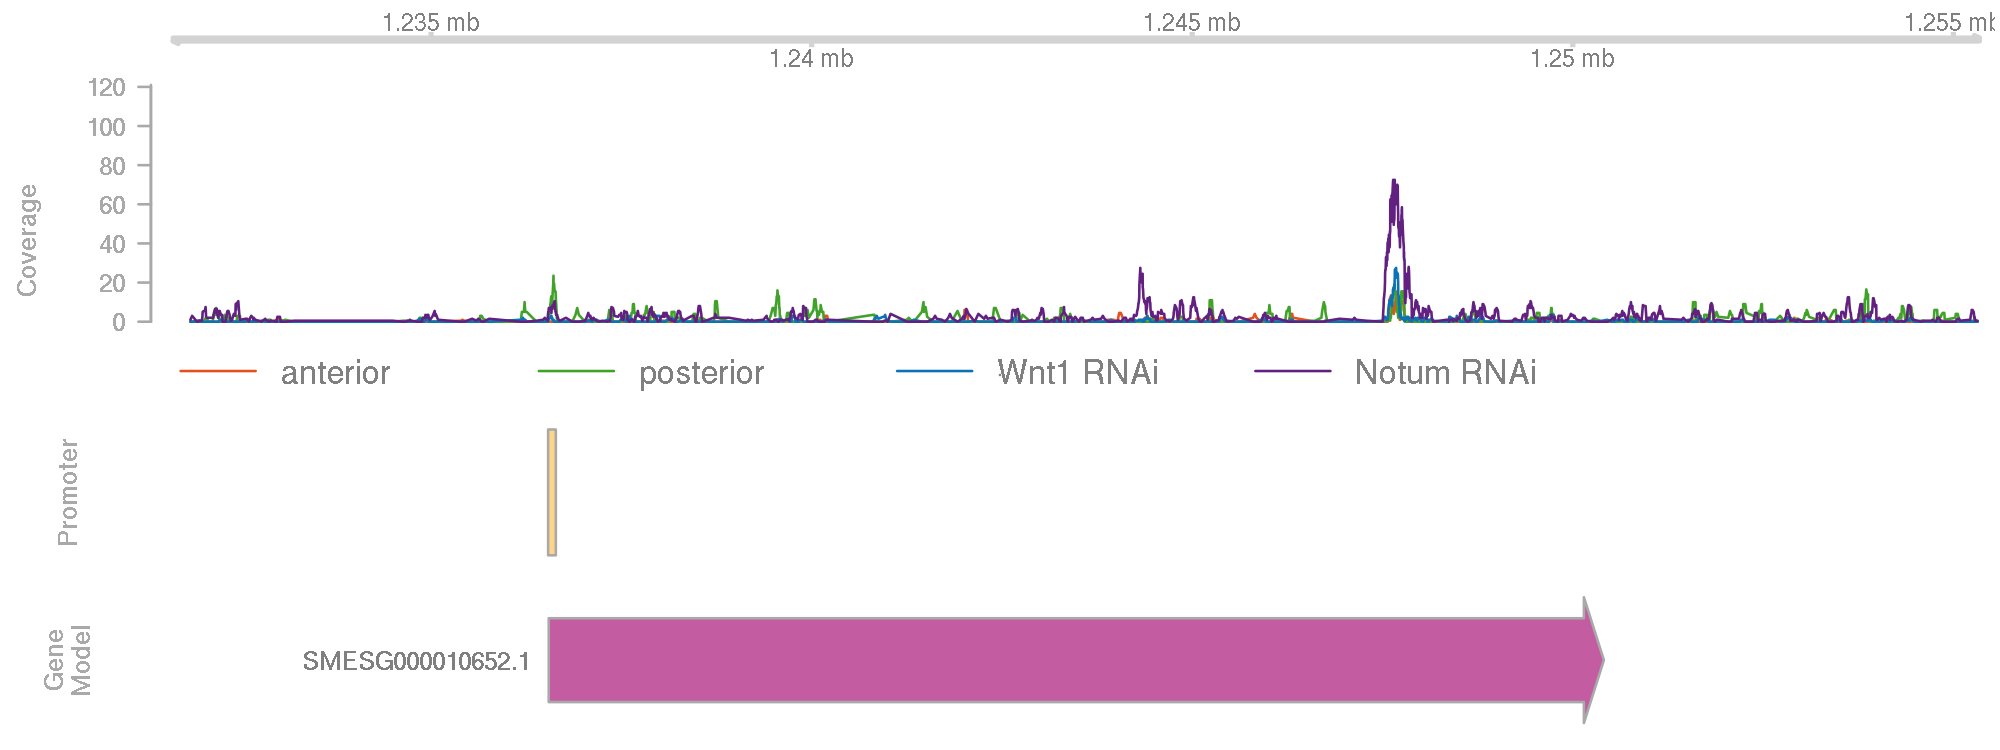 1.235 mb
1.245 mb
1.255 mb
1.24 mb
1.25 mb
Coverage
120
100
80
60
40
20
0
anterior
posterior
Wnt1 RNAi
Notum RNAi
Promoter
Gene
Model
SMESG000010652.1